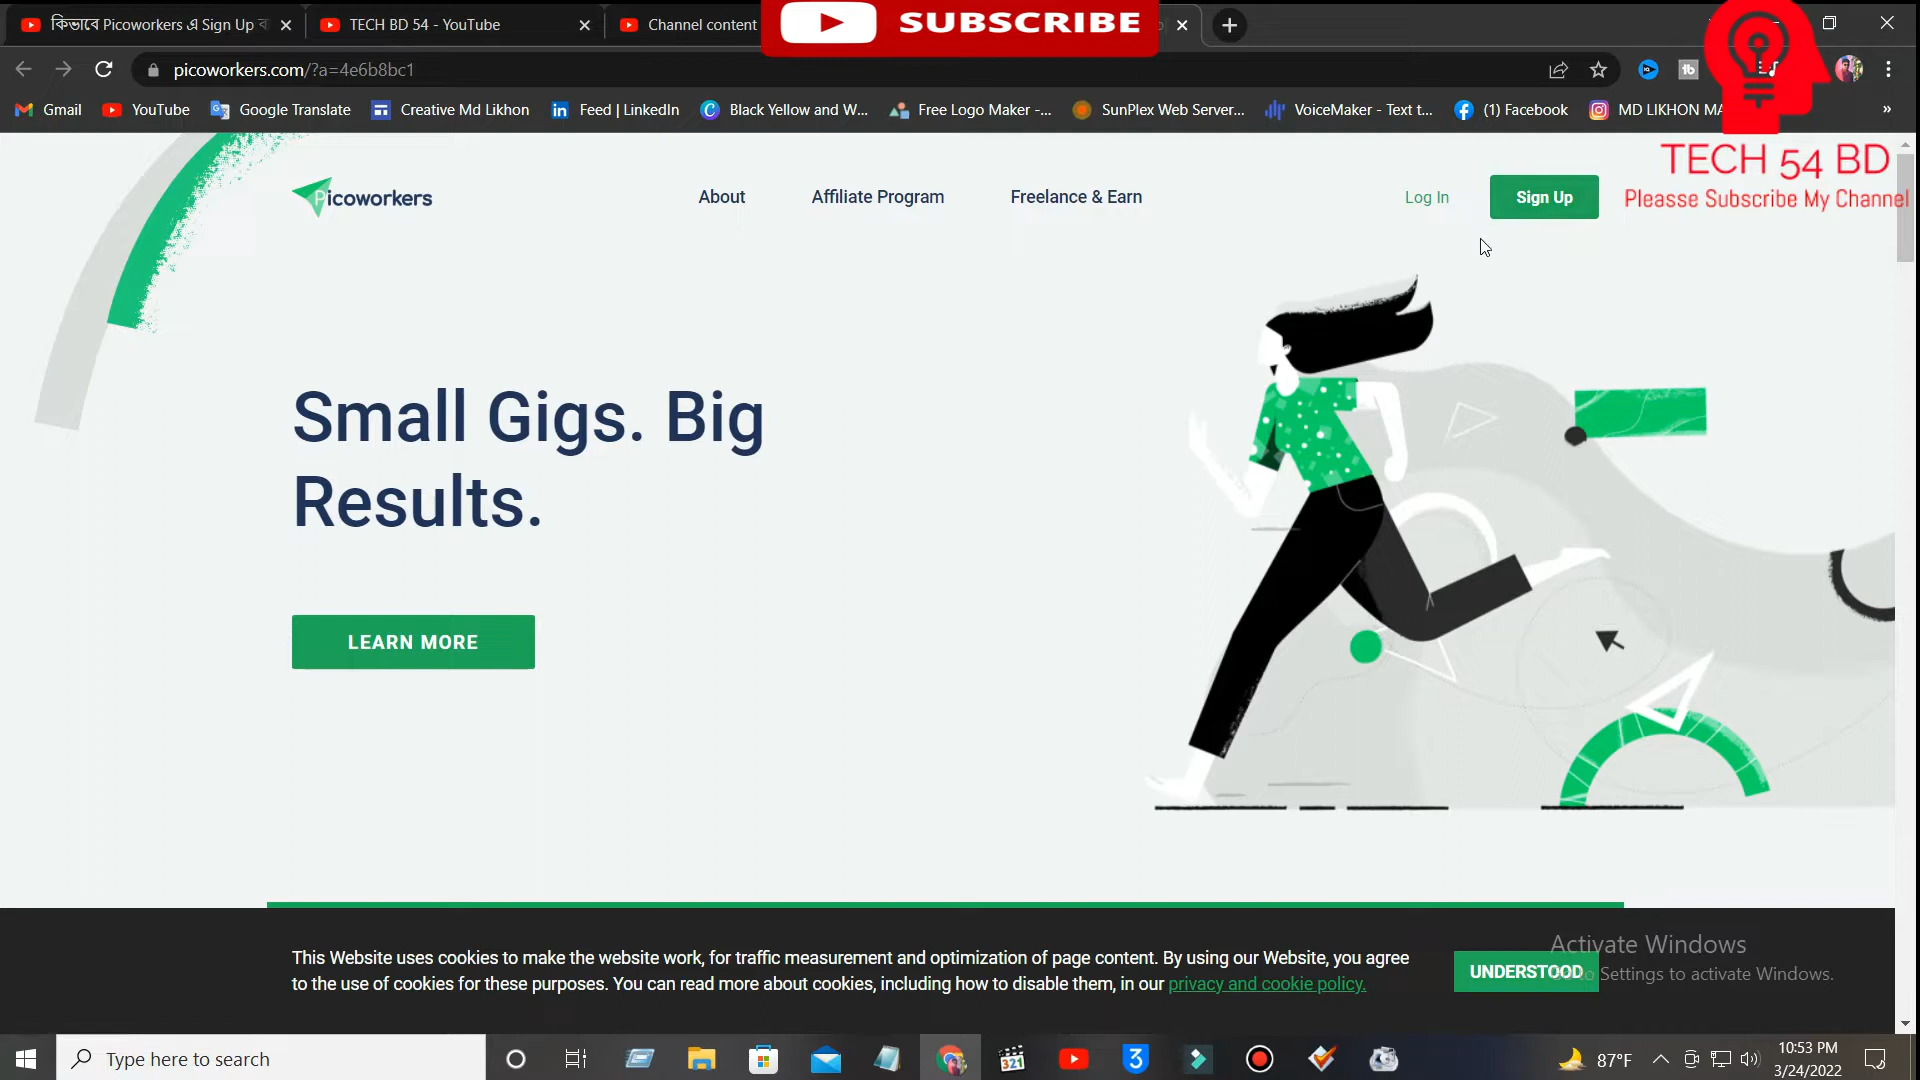 কিভাবে Picoworkers এ Sign Up
TECH BD 54 - YouTube
Channel content
SUBSCRIBE
picoworkers.com/?a=4e6b8bc1
Gmail
YouTube
Google Translate
Creative Md Likhon
Feed | LinkedIn
Black Yellow and W...
Free Logo Maker -...
SunPlex Web Server...
VoiceMaker - Text t...
(1) Facebook
MD LIKHON
»
TECH 54 BD
Pleasse Subscribe My Channel
Picoworkers
About
Affiliate Program
Freelance & Earn
Log In
Sign Up
Small Gigs. Big
Results.
LEARN MORE
This Website uses cookies to make the website work, for traffic measurement and optimization of page content. By using our Website, you agree
to the use of cookies for these purposes. You can read more about cookies, including how to disable them, in our privacy and cookie policy.
UNDERSTOOD
Activate Windows
Settings to activate Windows.
Type here to search
321
3
87°F
10:53 PM
3/24/2022